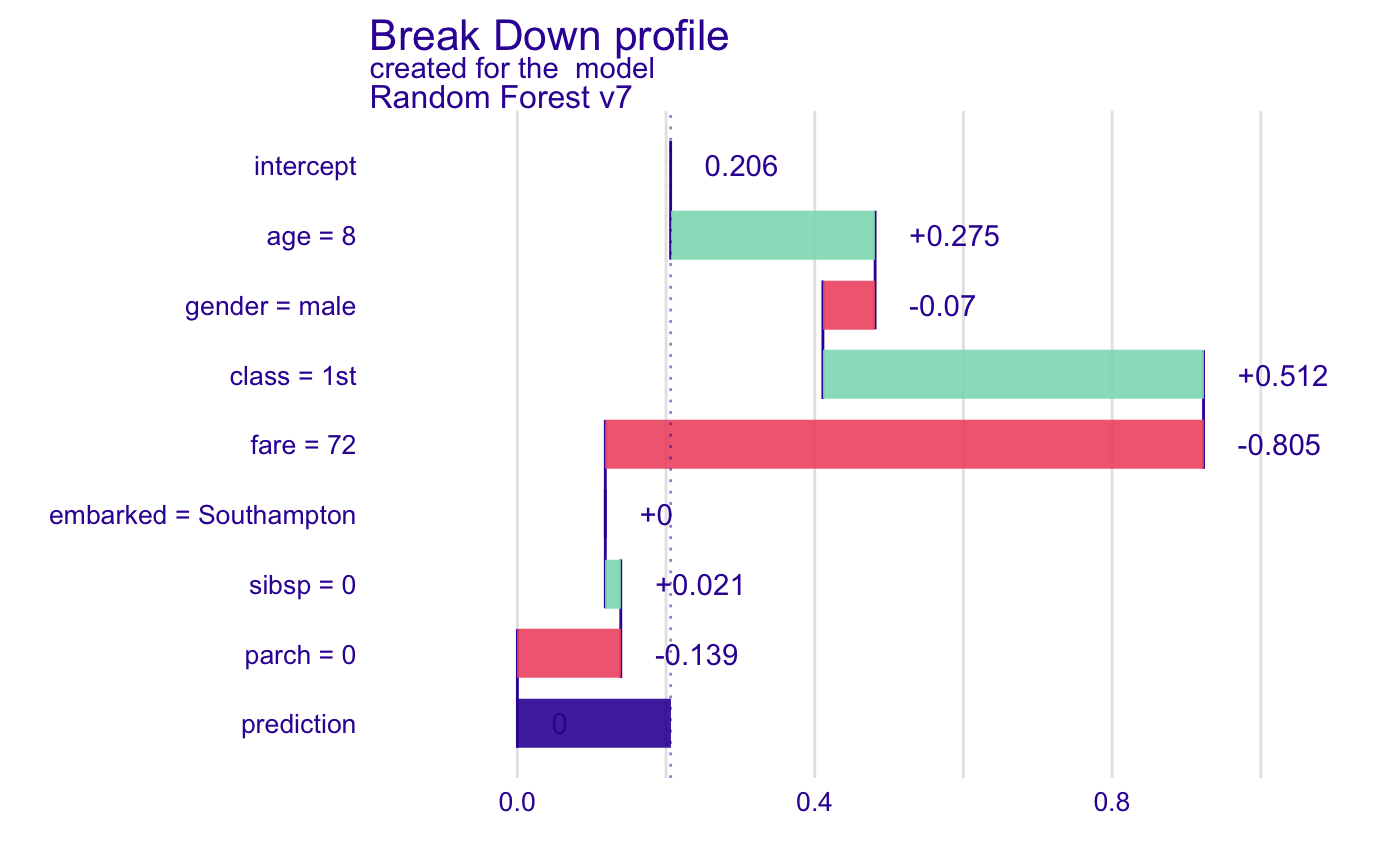 Break Down profile
created for the  model
Random Forest v7
intercept
0.206
age = 8
+0.275
gender = male
-0.07
class = 1st
+0.512
fare = 72
-0.805
embarked = Southampton
+0
sibsp = 0
+0.021
parch = 0
-0.139
prediction
0
0.0
0.4
0.8